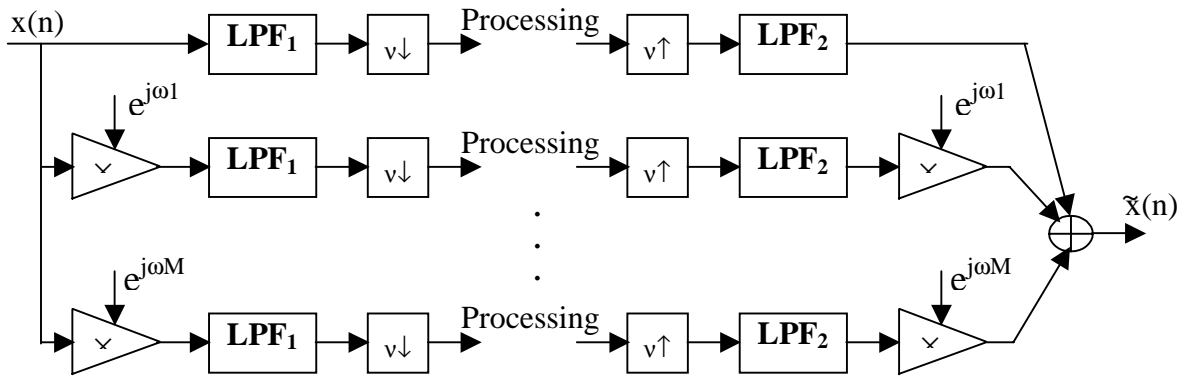 x(n) LPF₁ ν↓ Processing ν↑ LPF₂
e^jω1 e^jω1
× LPF₁ ν↓ Processing ν↑ LPF₂ ×
x̃(n)
e^jωM e^jωM
× LPF₁ ν↓ Processing ν↑ LPF₂ ×